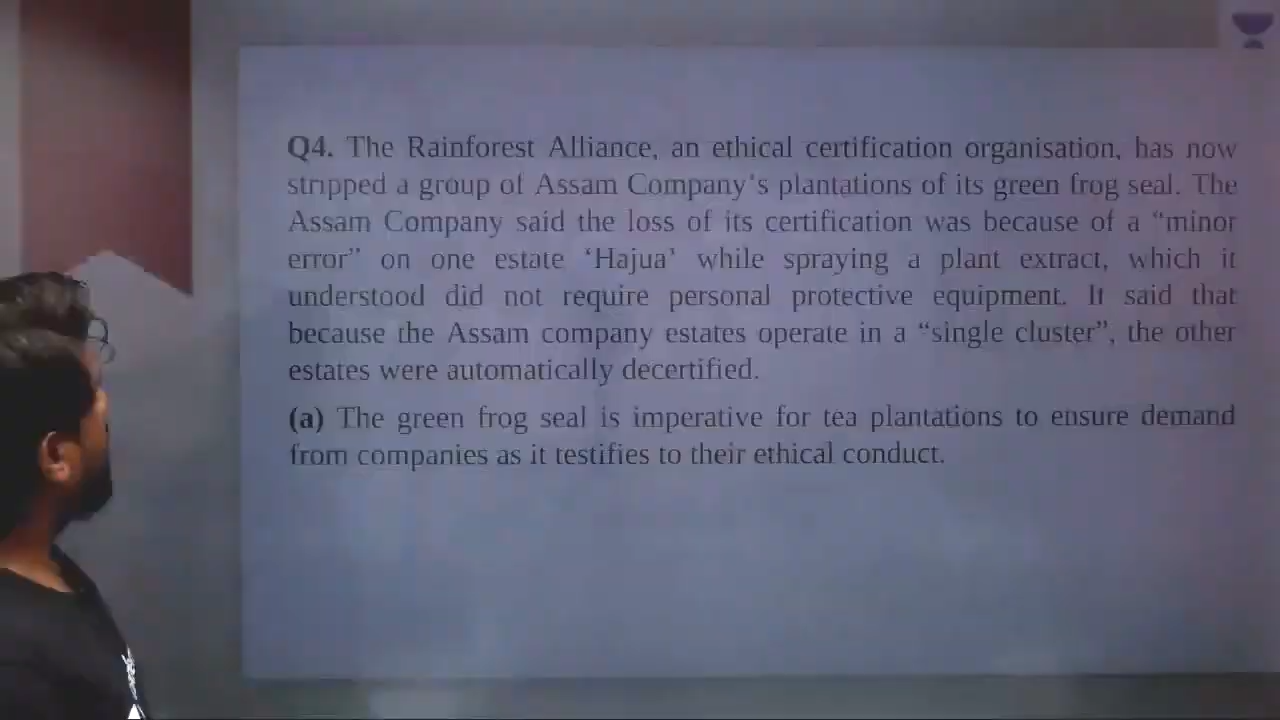 Q4. The Rainforest Alliance, an ethical certification organisation, has now
stripped a group of Assam Company's plantations of its green frog seal. The
Assam Company said the loss of its certification was because of a “minor
error” on one estate ‘Hajua’ while spraying a plant extract, which it
understood did not require personal protective equipment. It said that
because the Assam company estates operate in a “single cluster”, the other
estates were automatically decertified.
(a) The green frog seal is imperative for tea plantations to ensure demand
from companies as it testifies to their ethical conduct.